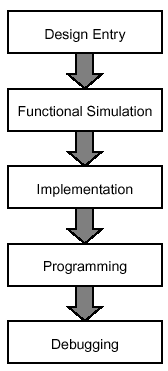 Design Entry
Functional Simulation
Implementation
Programming
Debugging